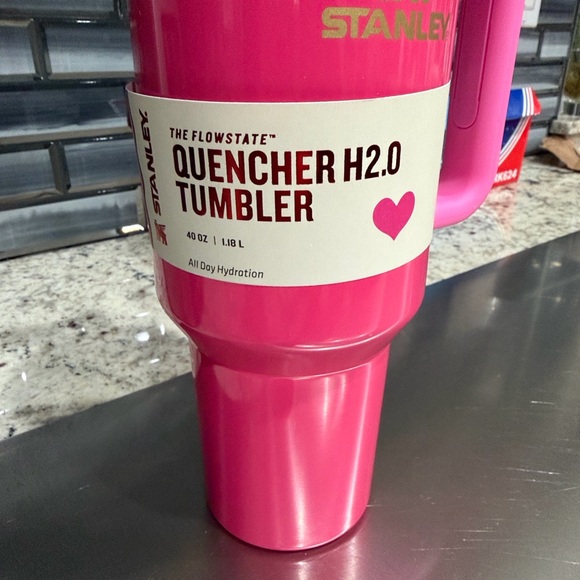 STANLEY
STANLEY.
THE FLOWSTATE™
QUENCHER H2.0
TUMBLER
40 OZ | 1.18 L
All Day Hydration